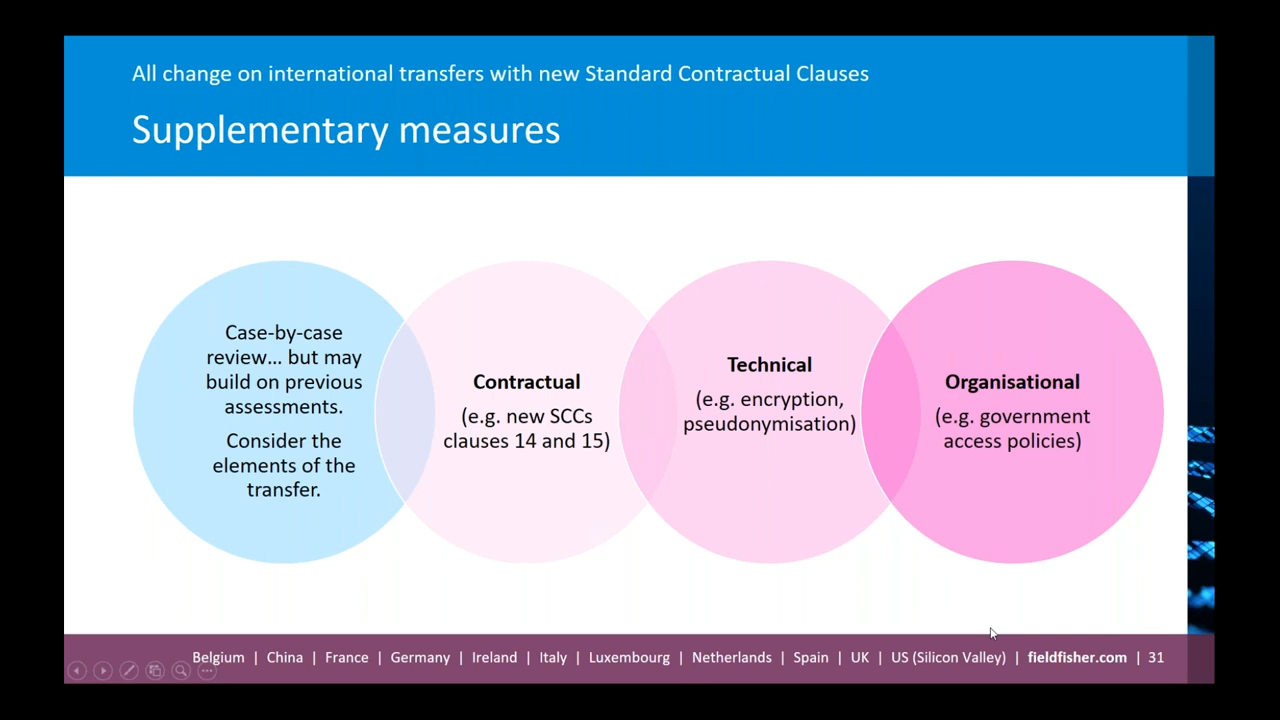 All change on international transfers with new Standard Contractual Clauses
Supplementary measures
Case-by-case
review... but may
build on previous
assessments.
Consider the
elements of the
transfer.
Contractual
(e.g. new SCCs
clauses 14 and 15)
Technical
(e.g. encryption,
pseudonymisation)
Organisational
(e.g. government
access policies)
Belgium | China | France | Germany | Ireland | Italy | Luxembourg | Netherlands | Spain | UK | US (Silicon Valley) | fieldfisher.com | 31